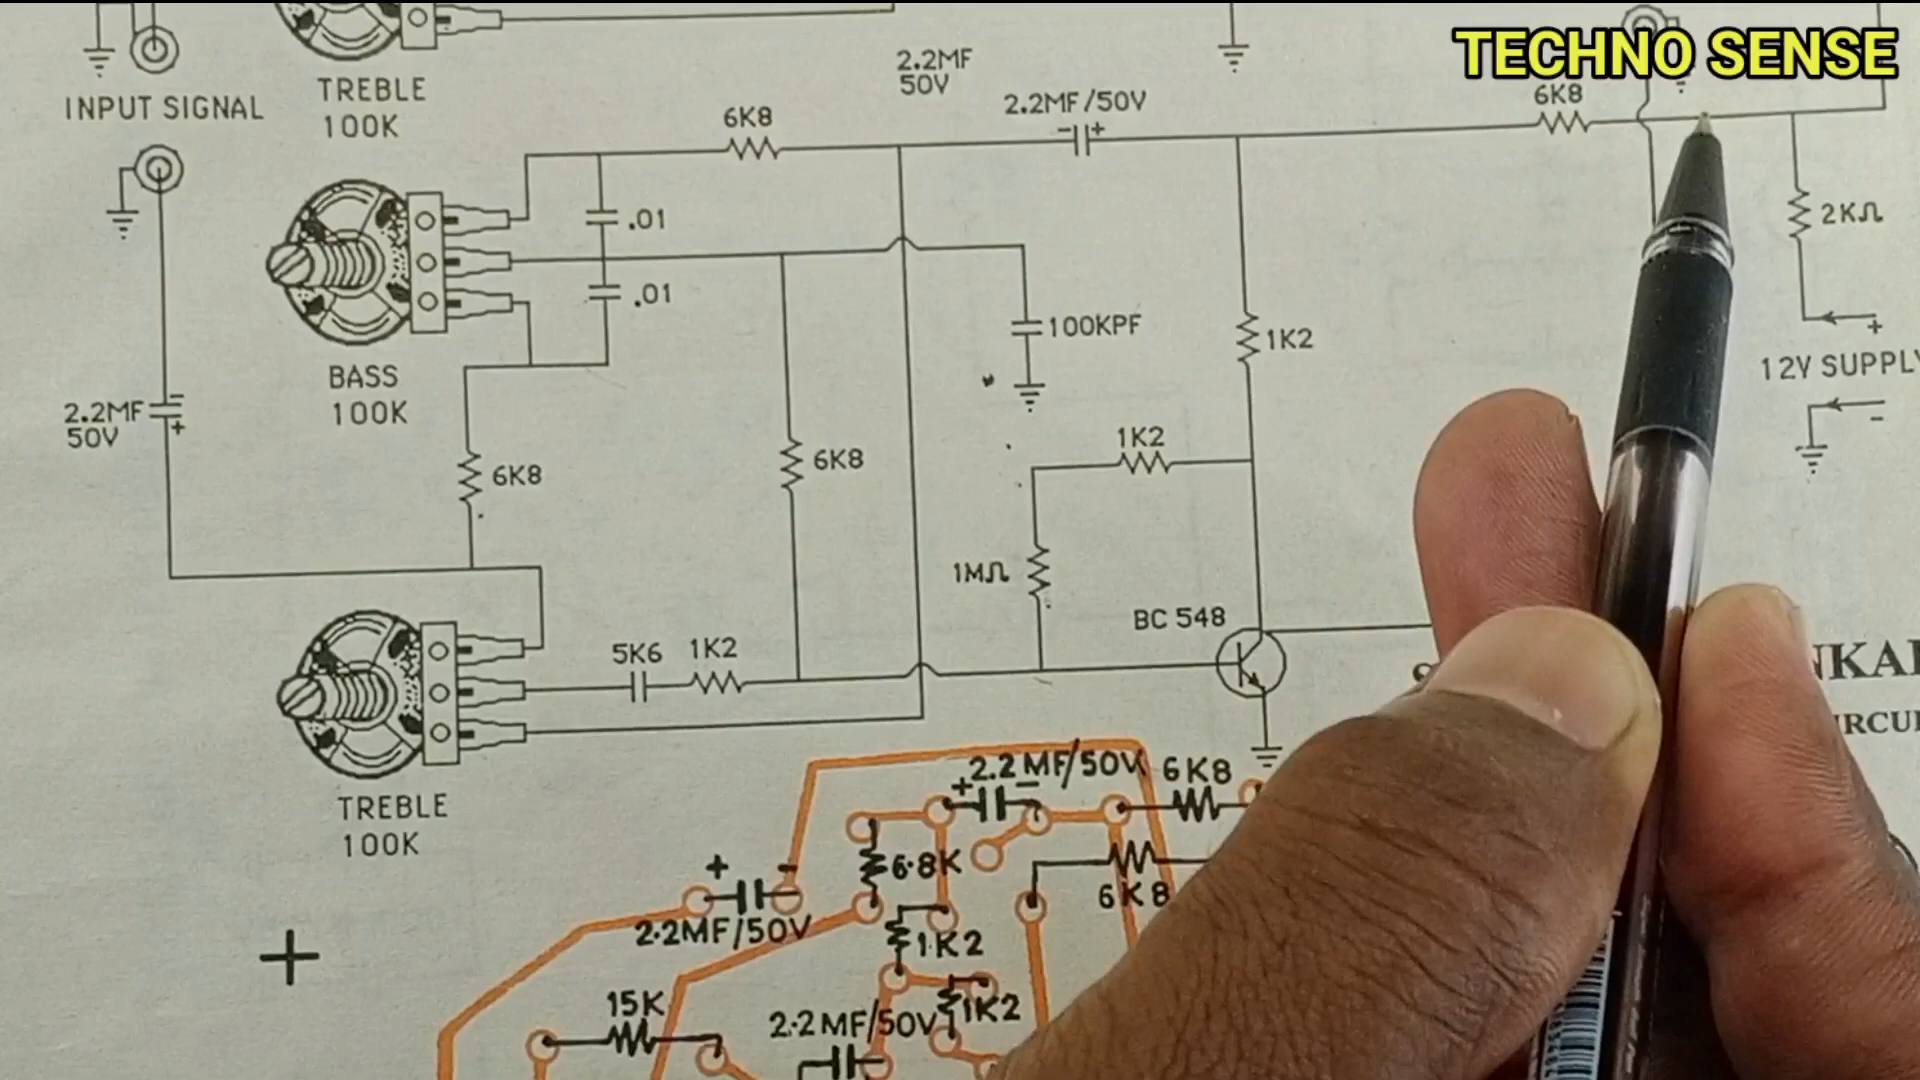 TECHNO SENSE
INPUT SIGNAL
TREBLE
100K
2.2MF
50V
6K8
2.2MF/50V
- +
6K8
.01
2KΩ
.01
+
100KPF
1K2
12V SUPPLY
-
BASS
100K
2.2MF
50V
-
+
6K8
6K8
1K2
1MΩ
BC 548
5K6
1K2
TREBLE
100K
2.2MF/50V
+ -
6K8
6.8K
+ -
2.2MF/50V
6K8
1K2
+
15K
2.2MF/50V
1K2